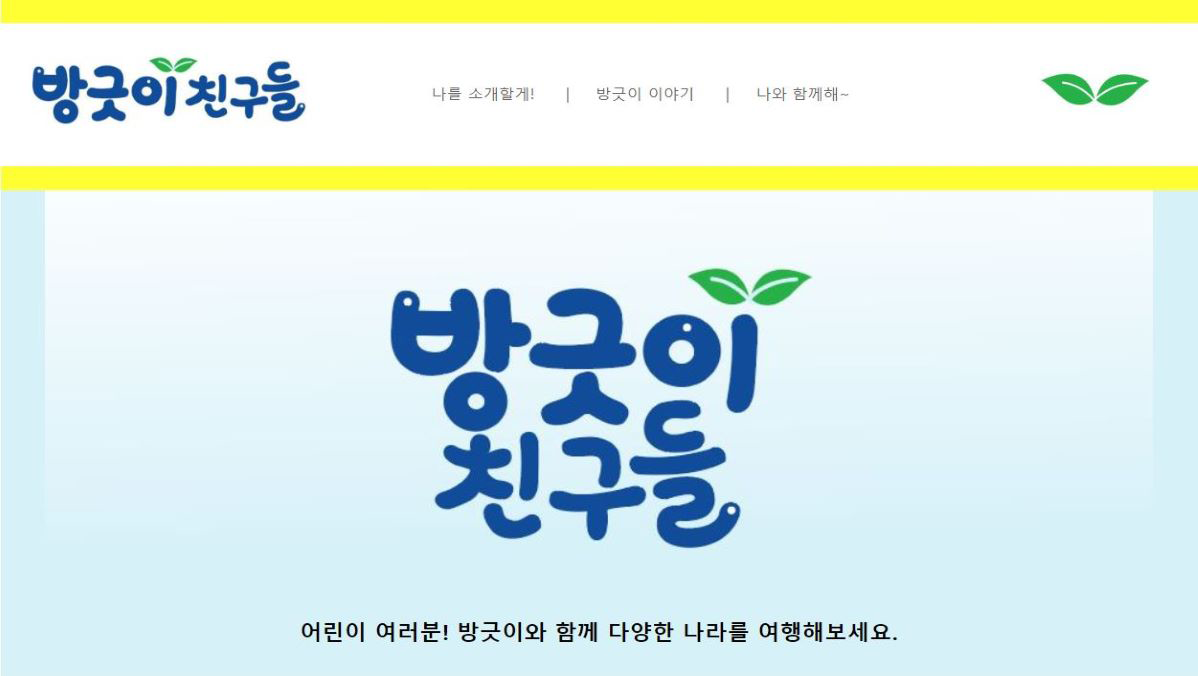 방긋이 친구들
나를 소개할게! | 방긋이 이야기 | 나와 함께해~
방긋이
친구들
어린이 여러분! 방긋이와 함께 다양한 나라를 여행해보세요.